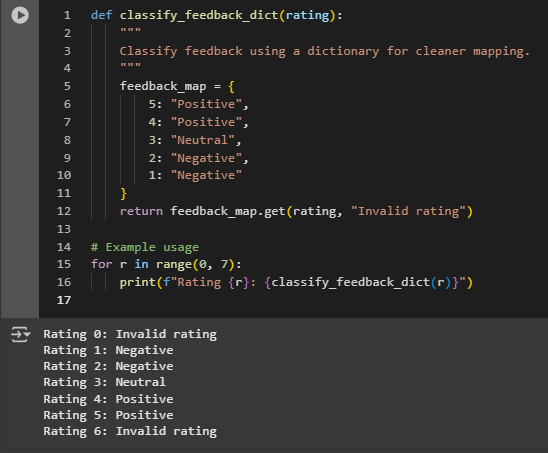 1 def classify_feedback_dict(rating):
2     """
3     Classify feedback using a dictionary for cleaner mapping.
4     """
5     feedback_map = {
6         5: "Positive",
7         4: "Positive",
8         3: "Neutral",
9         2: "Negative",
10         1: "Negative"
11     }
12     return feedback_map.get(rating, "Invalid rating")
13
14 # Example usage
15 for r in range(0, 7):
16     print(f"Rating {r}: {classify_feedback_dict(r)}")
17
Rating 0: Invalid rating
Rating 1: Negative
Rating 2: Negative
Rating 3: Neutral
Rating 4: Positive
Rating 5: Positive
Rating 6: Invalid rating